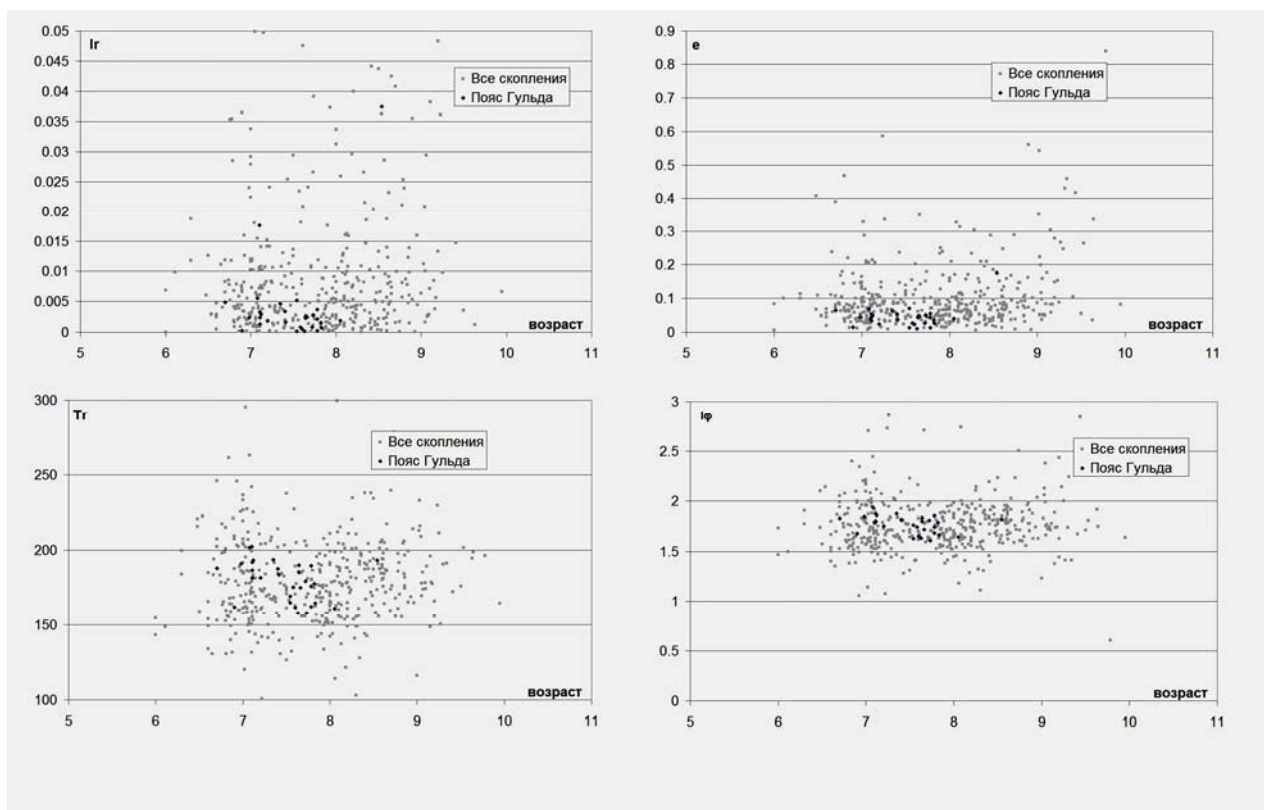 0.05
Ir
0.045
0.04
0.035
0.03
0.025
0.02
0.015
0.01
0.005
0
Все скопления
Пояс Гульда
возраст
5 6 7 8 9 10 11
0.9
e
0.8
0.7
0.6
0.5
0.4
0.3
0.2
0.1
0
Все скопления
Пояс Гульда
возраст
5 6 7 8 9 10 11
300
Tr
250
200
150
100
Все скопления
Пояс Гульда
возраст
5 6 7 8 9 10 11
3
Iφ
2.5
2
1.5
1
0.5
0
Все скопления
Пояс Гульда
возраст
5 6 7 8 9 10 11